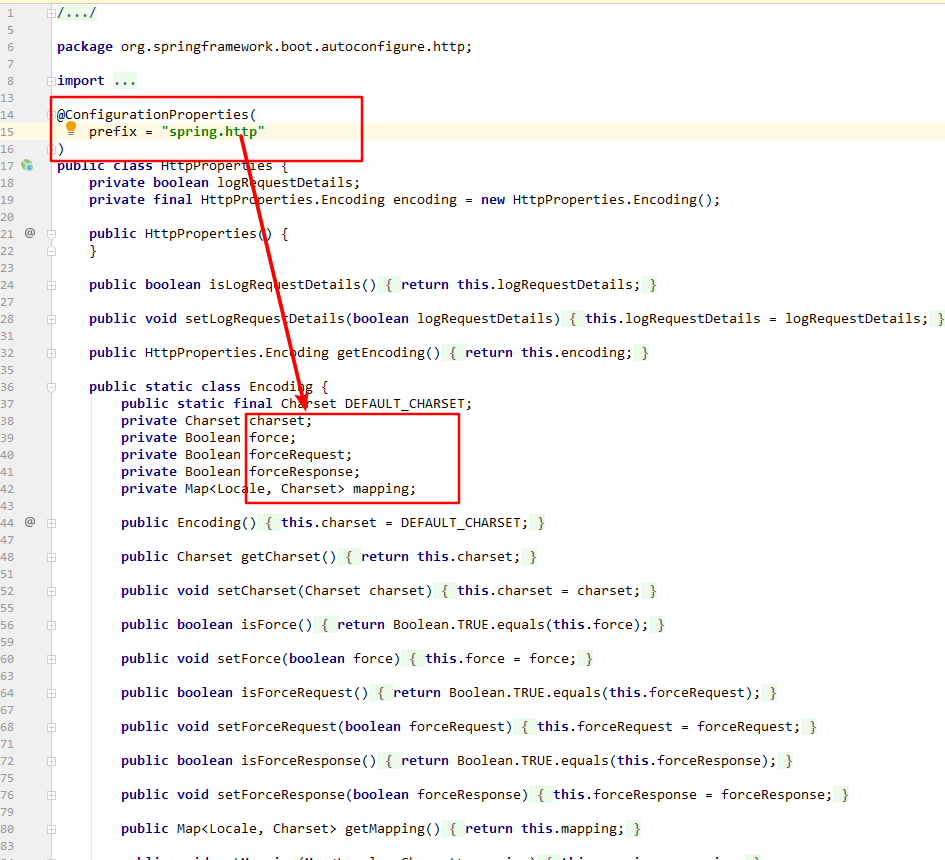 1 /.../
5
6 package org.springframework.boot.autoconfigure.http;
7
8 import ...
13
14 @ConfigurationProperties(
15 prefix = "spring.http"
16 )
17 public class HttpProperties {
18 private boolean logRequestDetails;
19 private final HttpProperties.Encoding encoding = new HttpProperties.Encoding();
20
21 @ public HttpProperties() {
22 }
23
24 public boolean isLogRequestDetails() { return this.logRequestDetails; }
27
28 public void setLogRequestDetails(boolean logRequestDetails) { this.logRequestDetails = logRequestDetails; }
31
32 public HttpProperties.Encoding getEncoding() { return this.encoding; }
35
36 public static class Encoding {
37 public static final Charset DEFAULT_CHARSET;
38 private Charset charset;
39 private Boolean force;
40 private Boolean forceRequest;
41 private Boolean forceResponse;
42 private Map<Locale, Charset> mapping;
43
44 @ public Encoding() { this.charset = DEFAULT_CHARSET; }
47
48 public Charset getCharset() { return this.charset; }
51
52 public void setCharset(Charset charset) { this.charset = charset; }
55
56 public boolean isForce() { return Boolean.TRUE.equals(this.force); }
59
60 public void setForce(boolean force) { this.force = force; }
63
64 public boolean isForceRequest() { return Boolean.TRUE.equals(this.forceRequest); }
67
68 public void setForceRequest(boolean forceRequest) { this.forceRequest = forceRequest; }
71
72 public boolean isForceResponse() { return Boolean.TRUE.equals(this.forceResponse); }
75
76 public void setForceResponse(boolean forceResponse) { this.forceResponse = forceResponse; }
79
80 public Map<Locale, Charset> getMapping() { return this.mapping; }
83